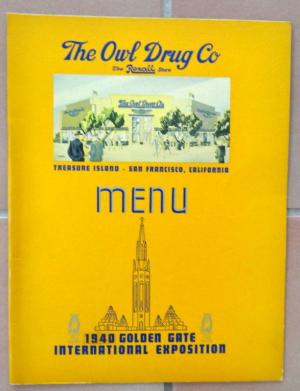 The Owl Drug Co
The Rexall Store
The Owl Drug Co
TREASURE ISLAND - SAN FRANCISCO, CALIFORNIA
MENU
1940 GOLDEN GATE
INTERNATIONAL EXPOSITION